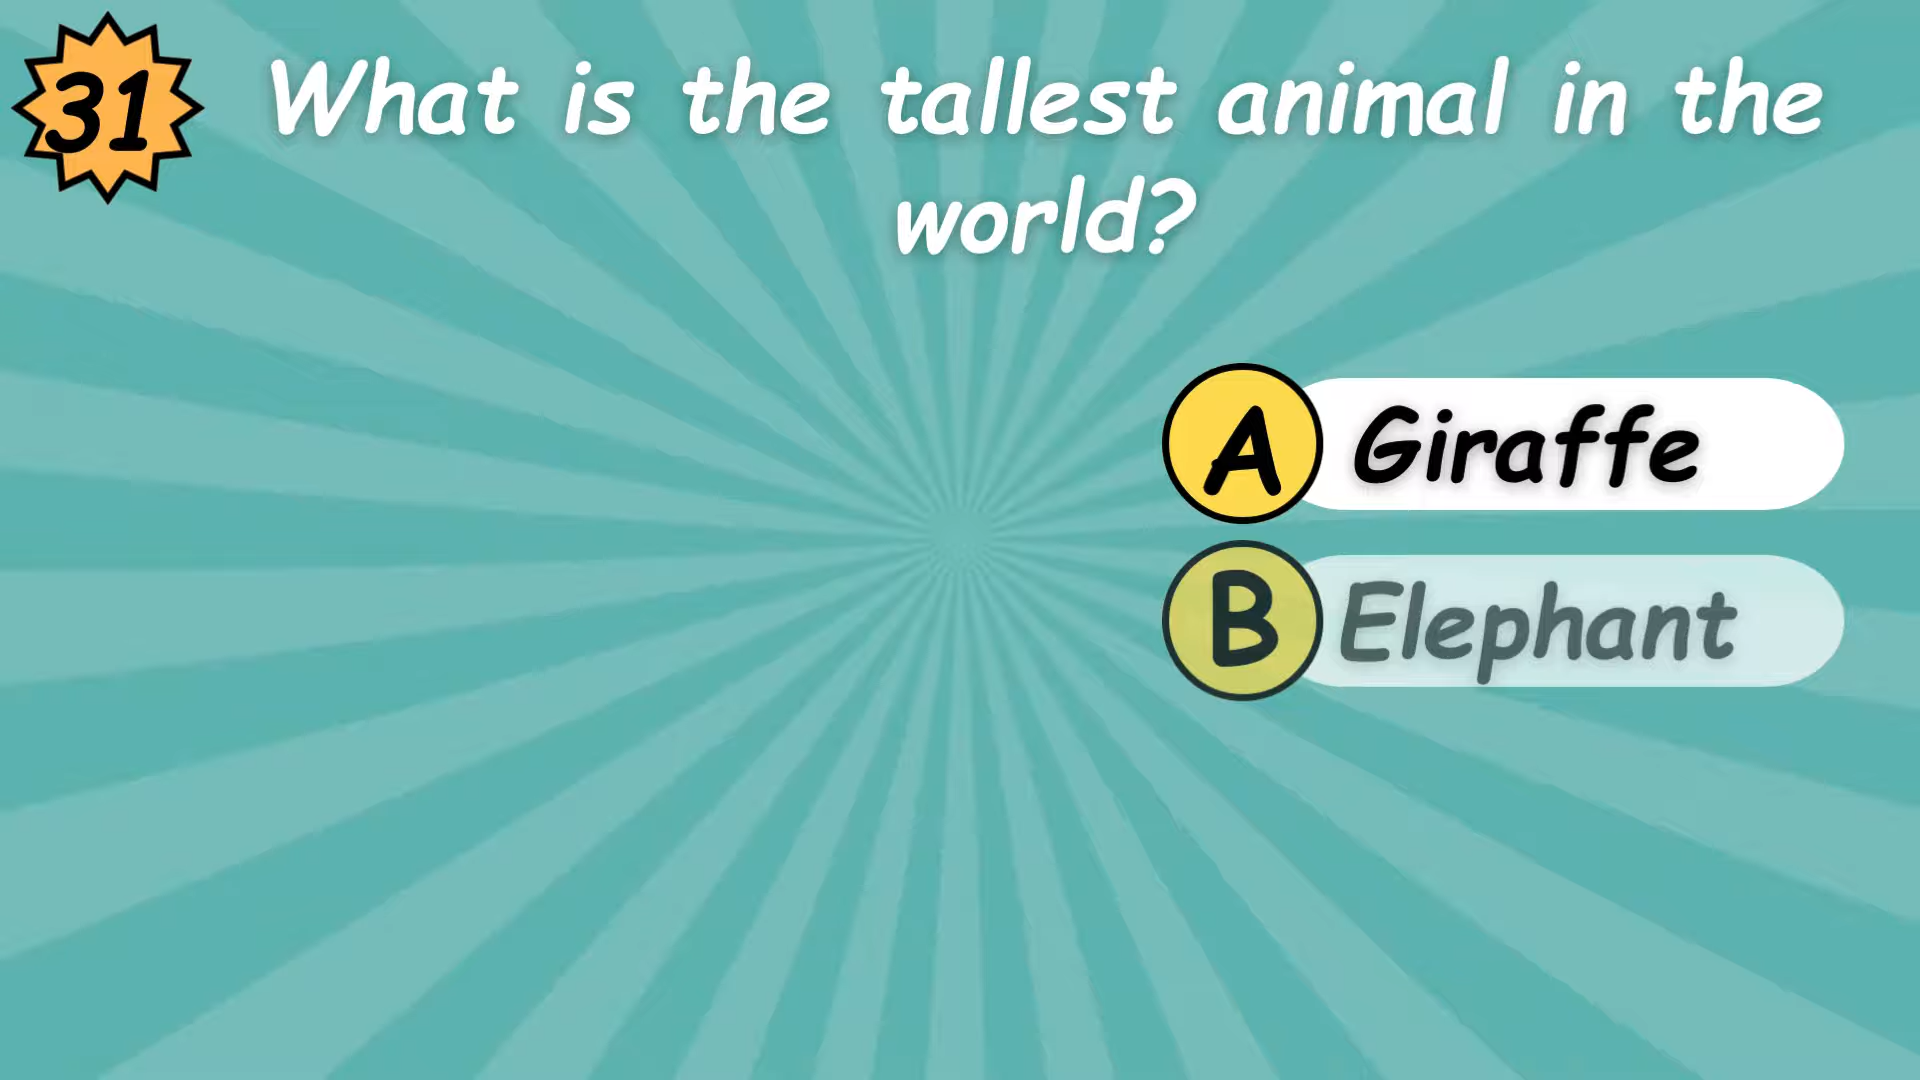 31
What is the tallest animal in the
world?
A Giraffe
B Elephant